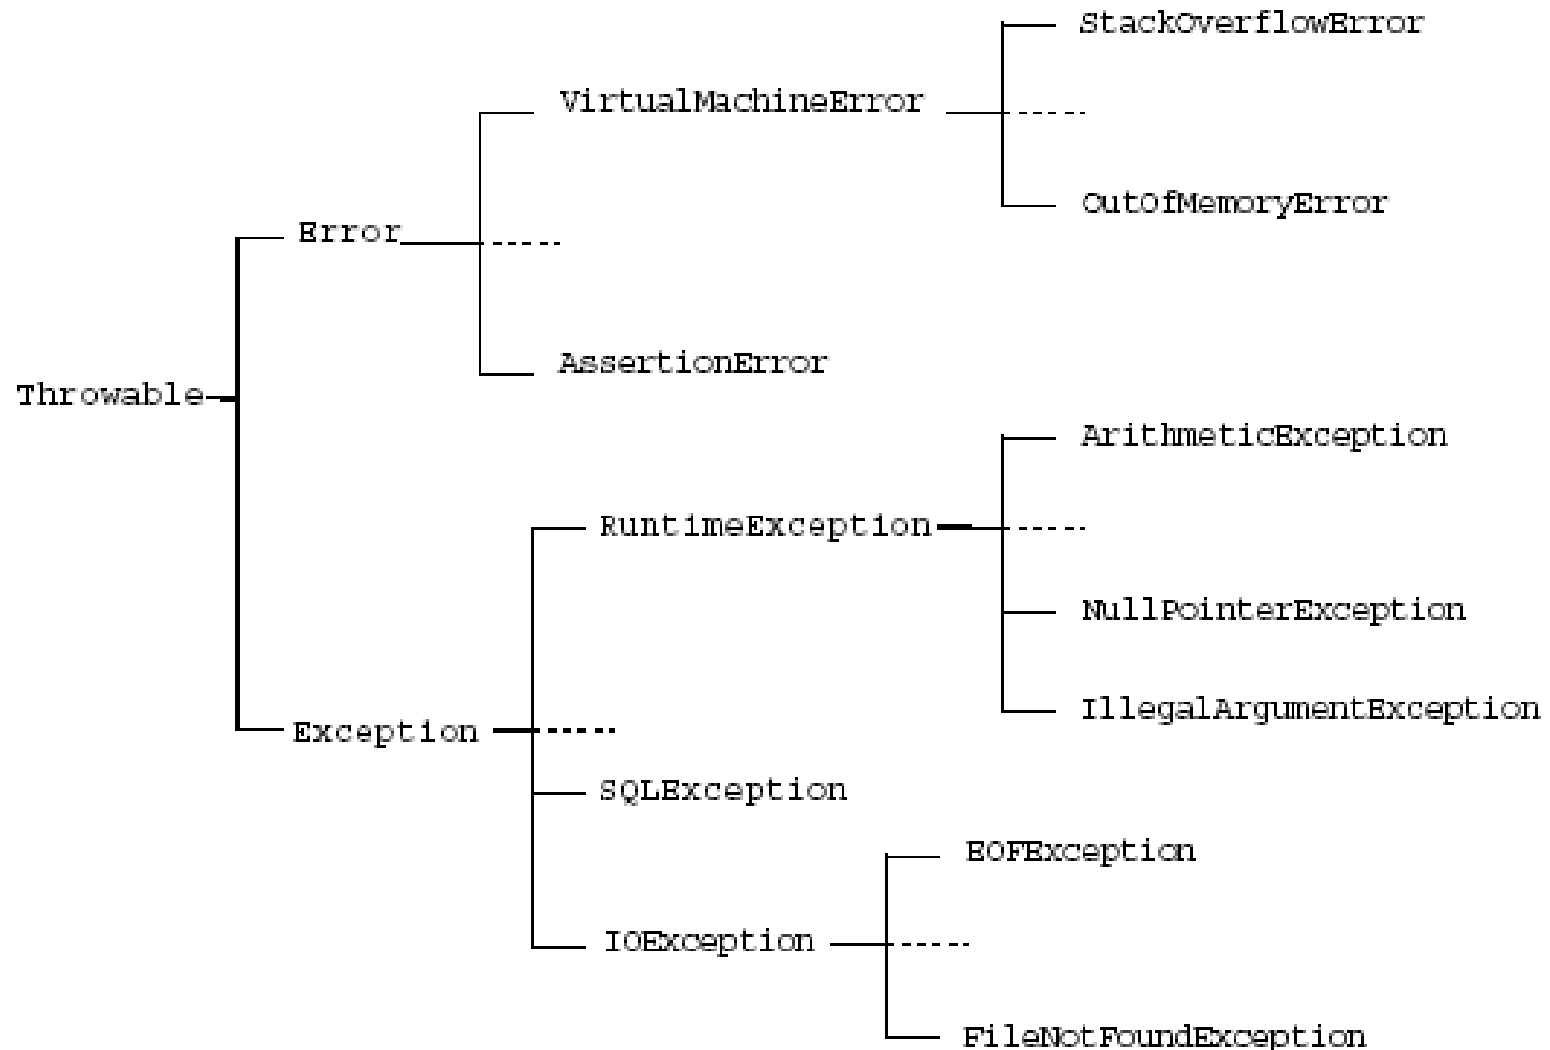 StackOverflowError
VirtualMachineError
OutOfMemoryError
Error
AssertionError
Throwable
ArithmeticException
RuntimeException
NullPointerException
IllegalArgumentException
Exception
SQLException
EOFException
IOException
FileNotFoundException